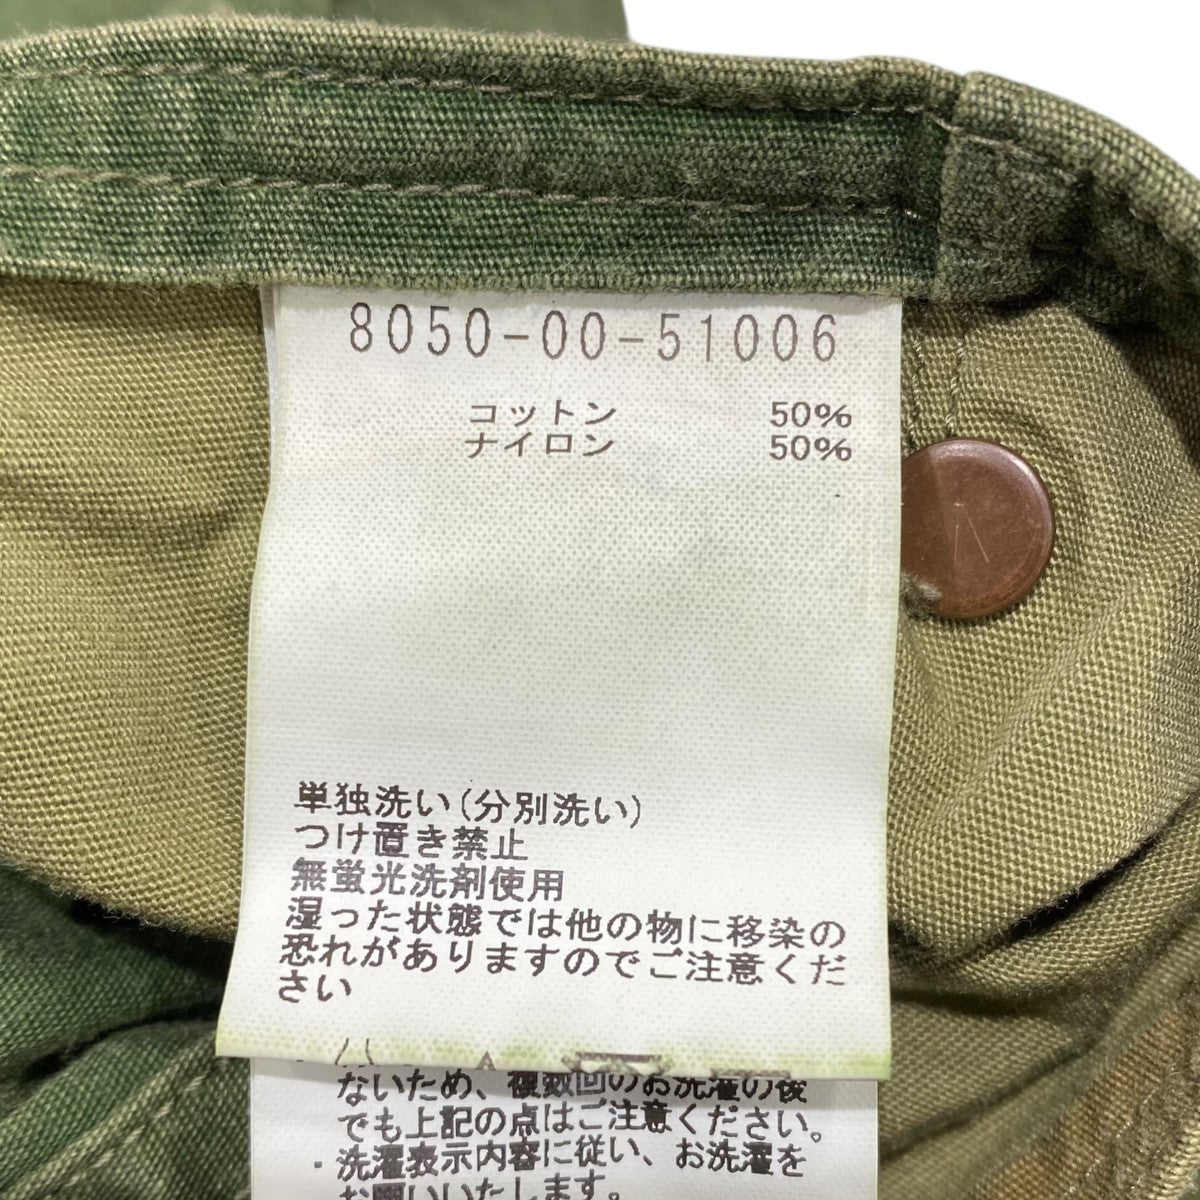 8050-00-51006
コットン 50%
ナイロン 50%
単独洗い(分別洗い)
つけ置き禁止
無蛍光洗剤使用
湿った状態では他の物に移染の
恐れがありますのでご注意くだ
さい
ないため、複数回のお洗濯の後
でも上記の点はご注意ください。
・洗濯表示内容に従い、お洗濯を
お願いいたします。